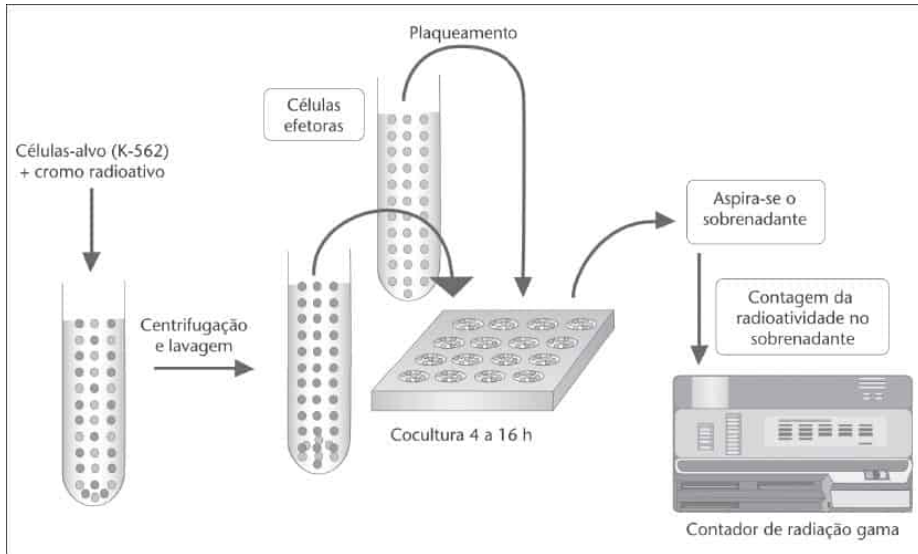 Plaqueamento
Células
efetoras
Células-alvo (K-562)
+ cromo radioativo
Centrifugação
e lavagem
Cocultura 4 a 16 h
Aspira-se o
sobrenadante
Contagem da
radioatividade no
sobrenadante
Contador de radiação gama